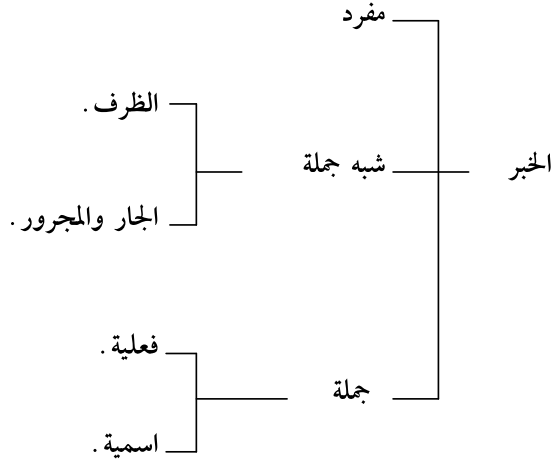 الخبر
مفرد
شبه جملة
الظرف .
الجار والمجرور .
جملة
فعلية .
اسمية .